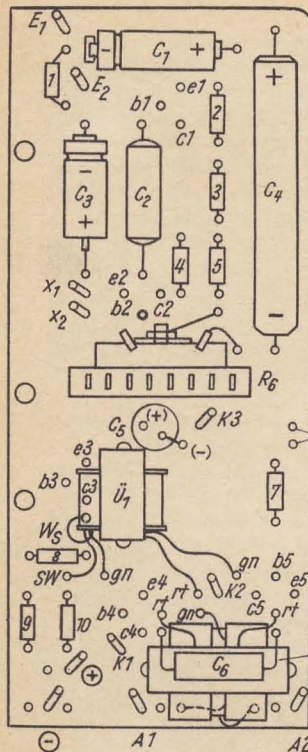 E1
C1
+
−
1
E2
e1
b1
2
c1
+
−
C3
+
C2
3
C4
4
5
e2
x1
x2
b2
c2
−
R6
C5
(+)
K3
(−)
e3
b3
c3
Ü1
7
Ws
8
sw
gn
gn
b5
e4
rt
K2
e5
9
10
b4
rt
gn
c5
rt
c4
K1
C6
+
−
A1